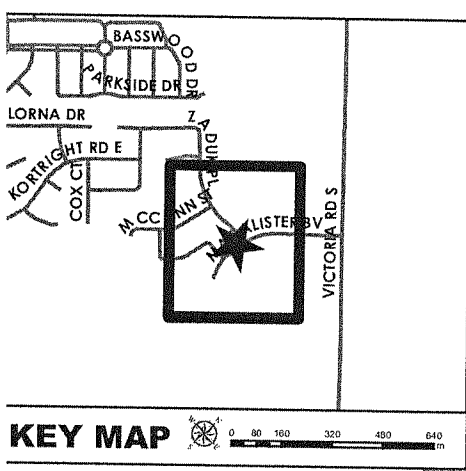 BASSWOOD DR
PARKSIDE DR
LORNA DR
KORTRIGHT RD E
COX CT
VICTORIA RD S
KEY MAP
0 80 160 320 480 640
m